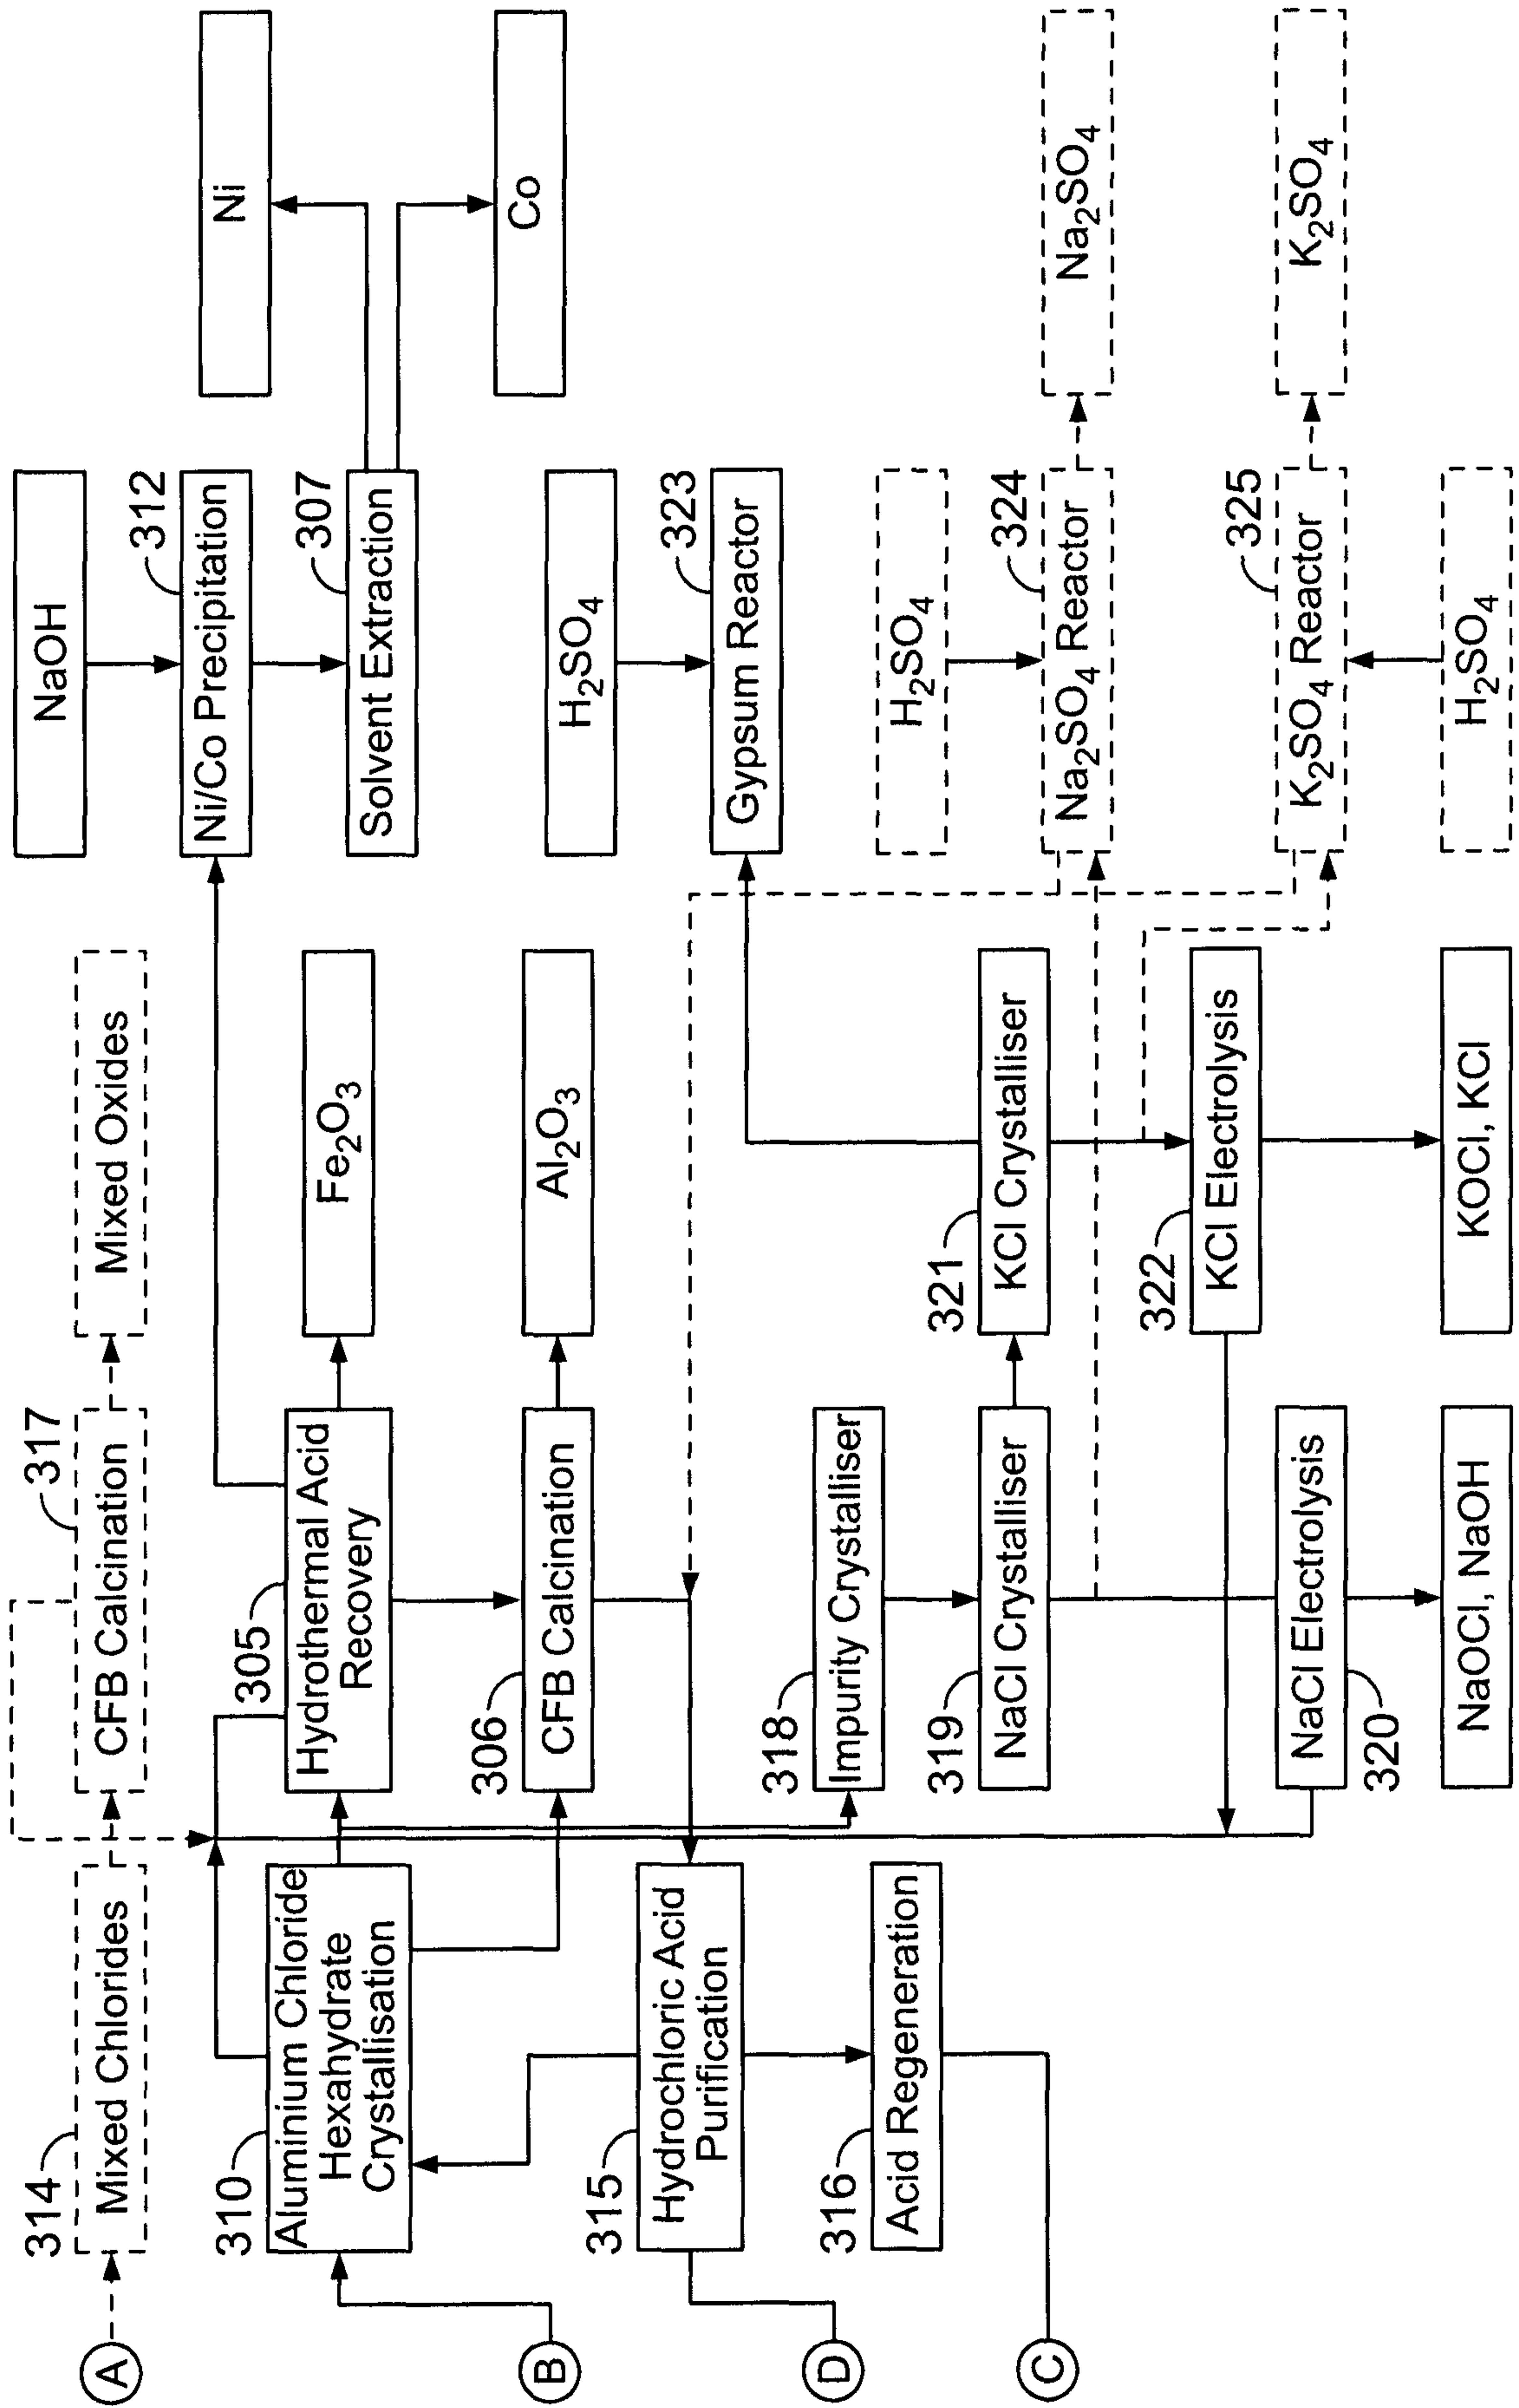 A
314
Mixed Chlorides
317
CFB Calcination
Mixed Oxides
NaOH
312
Ni/Co Precipitation
Ni
310
Aluminium Chloride
Hexahydrate
Crystallisation
305
Hydrothermal Acid
Recovery
Fe2O3
307
Solvent Extraction
B
306
CFB Calcination
Al2O3
H2SO4
Co
315
Hydrochloric Acid
Purification
323
Gypsum Reactor
D
316
Acid Regeneration
318
Impurity Crystalliser
H2SO4
C
319
NaCl Crystalliser
321
KCl Crystalliser
324
Na2SO4 Reactor
Na2SO4
322
KCl Electrolysis
NaCl Electrolysis
320
325
K2SO4 Reactor
K2SO4
NaOCl, NaOH
KOCl, KCl
H2SO4